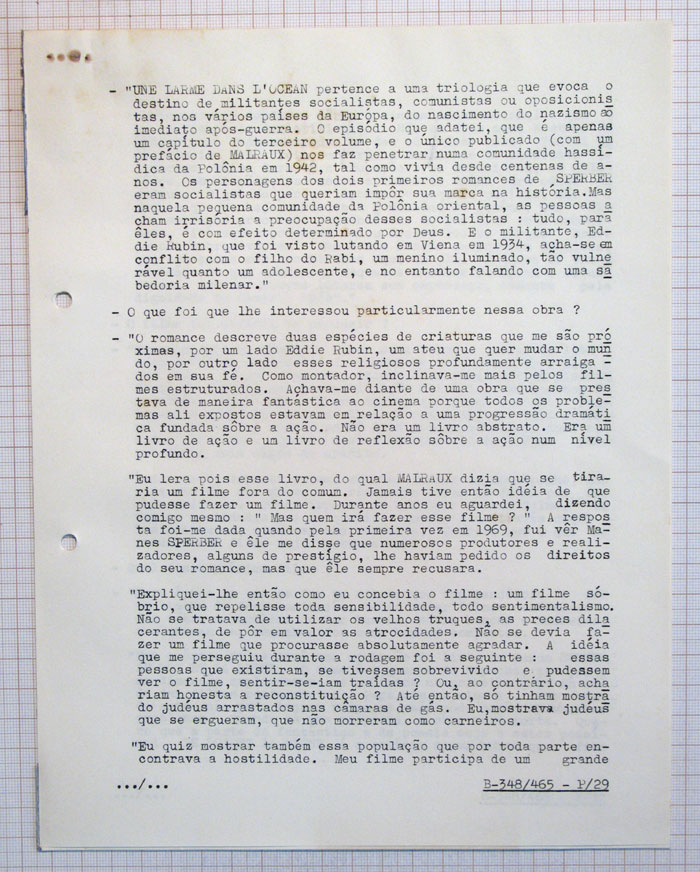 - "UNE LARME DANS L'OCEAN pertence a uma triologia que evoca o
destino de militantes socialistas, comunistas ou oposicionis
tas, nos vários países da Európa, do nascimento do nazismo ao
imediato após-guerra. O episódio que adatei, que é apenas
um capítulo do terceiro volume, e o único publicado (com um
prefácio de MALRAUX) nos faz penetrar numa comunidade hassí-
dica da Polônia em 1942, tal como vivia desde centenas de a-
nos. Os personagens dos dois primeiros romances de SPERBER
eram socialistas que queriam impôr sua marca na história.Mas
naquela pequena comunidade da Polônia oriental, as pessoas a
cham irrisória a preocupação desses socialistas : tudo, para
êles, é com efeito determinado por Deus. E o militante, Ed-
die Rubin, que foi visto lutando em Viena em 1934, acha-se em
conflito com o filho do Rabi, um menino iluminado, tão vulne
rável quanto um adolescente, e no entanto falando com uma sa
bedoria milenar."
- O que foi que lhe interessou particularmente nessa obra ?
- "O romance descreve duas espécies de criaturas que me são pró
ximas, por um lado Eddie Rubin, um ateu que quer mudar o mun
do, por outro lado esses religiosos profundamente arraiga -
dos em sua fé. Como montador, inclinava-me mais pelos fil-
mes estruturados. Achava-me diante de uma obra que se pres
tava de maneira fantástica ao cinema porque todos os proble-
mas ali expostos estavam em relação a uma progressão dramáti
ca fundada sôbre a ação. Não era um livro abstrato. Era um
livro de ação e um livro de reflexão sôbre a ação num nível
profundo.
"Eu lera pois esse livro, do qual MALRAUX dizia que se tira-
ria um filme fora do comum. Jamais tive então idéia de que
pudesse fazer um filme. Durante anos eu aguardei, dizendo
comigo mesmo : " Mas quem irá fazer esse filme ? " A respos
ta foi-me dada quando pela primeira vez em 1969, fui vêr Ma-
nes SPERBER e êle me disse que numerosos produtores e reali-
zadores, alguns de prestígio, lhe haviam pedido os direitos
do seu romance, mas que êle sempre recusara.
"Expliquei-lhe então como eu concebia o filme : um filme só-
brio, que repelisse toda sensibilidade, todo sentimentalismo.
Não se tratava de utilizar os velhos truques, as preces dila
cerantes, de pôr em valor as atrocidades. Não se devia fa-
zer um filme que procurasse absolutamente agradar. A idéia
que me perseguiu durante a rodagem foi a seguinte : essas
pessoas que existiram, se tivessem sobrevivido e pudessem
ver o filme, sentir-se-iam traídas ? Ou, ao contrário, acha
riam honesta a reconstituição ? Até então, só tinham mostra
do judéus arrastados nas câmaras de gás. Eu,mostrava judéus
que se ergueram, que não morreram como carneiros.
"Eu quiz mostrar também essa população que por toda parte en-
contrava a hostilidade. Meu filme participa de um grande
.../... B-348/465 - P/29